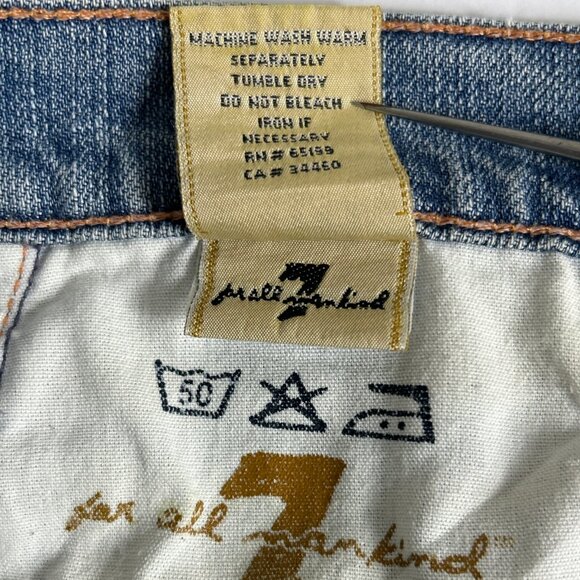 MACHINE WASH WARM
SEPARATELY
TUMBLE DRY
DO NOT BLEACH
IRON IF
NECESSARY
RN # 65199
CA # 34460
7
for all mankind
50
7
for all mankind™